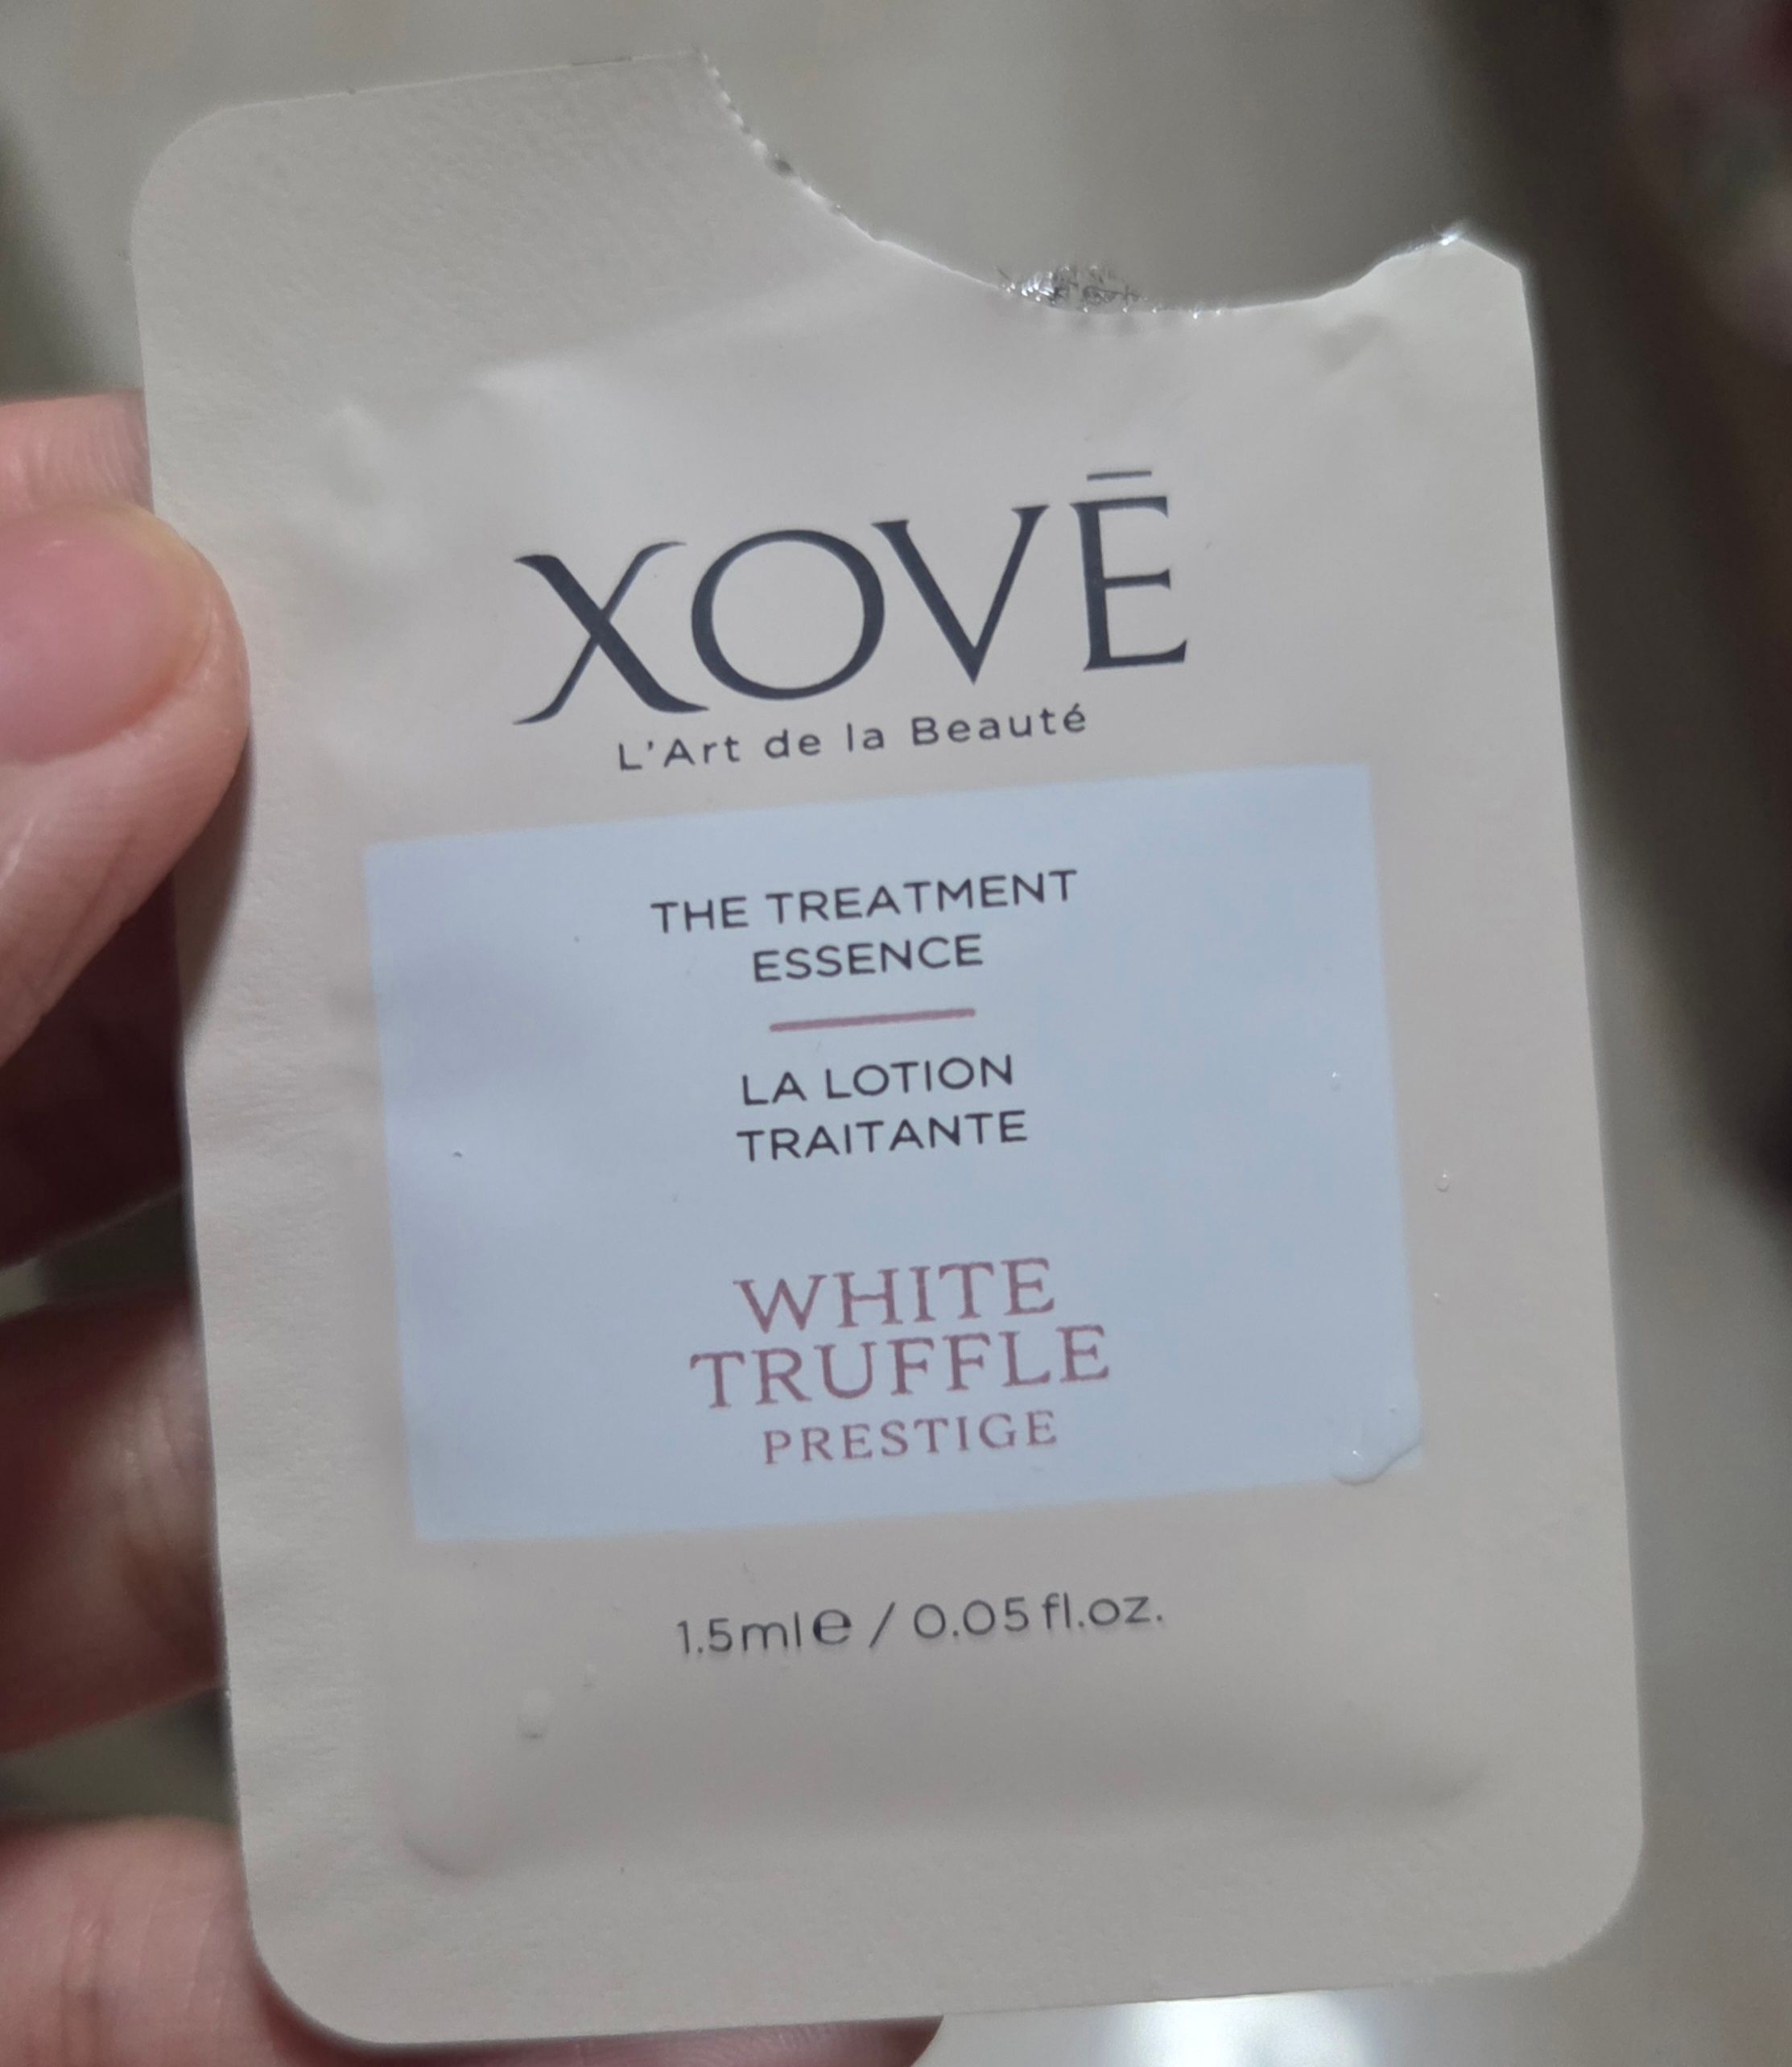 XOVĒ
L'Art de la Beauté
THE TREATMENT
ESSENCE
LA LOTION
TRAITANTE
WHITE
TRUFFLE
PRESTIGE
1.5ml℮ / 0.05 fl.oz.